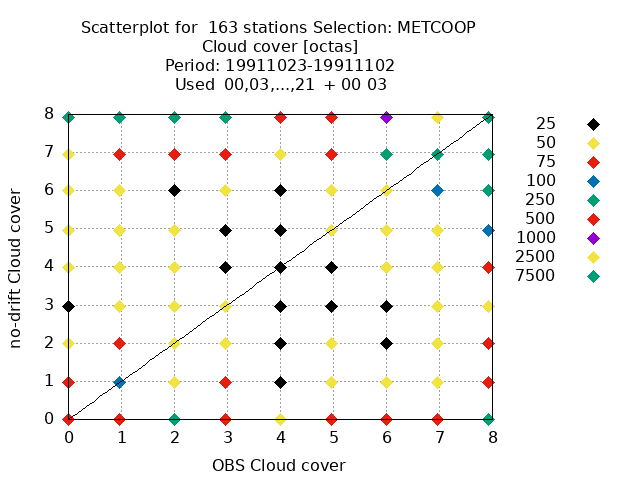 Scatterplot for  163 stations Selection: METCOOP
Cloud cover [octas]
Period: 19911023-19911102
Used  00,03,...,21 + 00 03
no-drift Cloud cover
8
7
6
5
4
3
2
1
0
0 1 2 3 4 5 6 7 8
OBS Cloud cover
25
50
75
100
250
500
1000
2500
7500